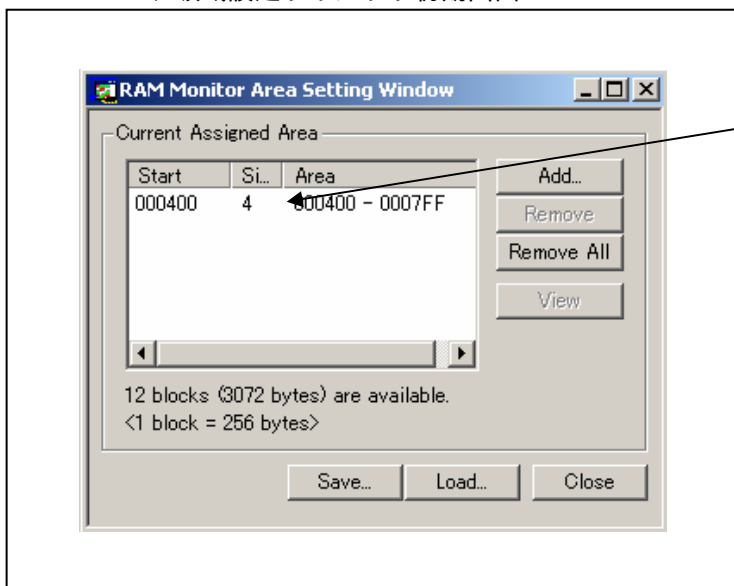 RAM Monitor Area Setting Window
Current Assigned Area
Start Si... Area
000400 4 000400 - 0007FF
Add...
Remove
Remove All
View
12 blocks (3072 bytes) are available.
<1 block = 256 bytes>
Save... Load... Close